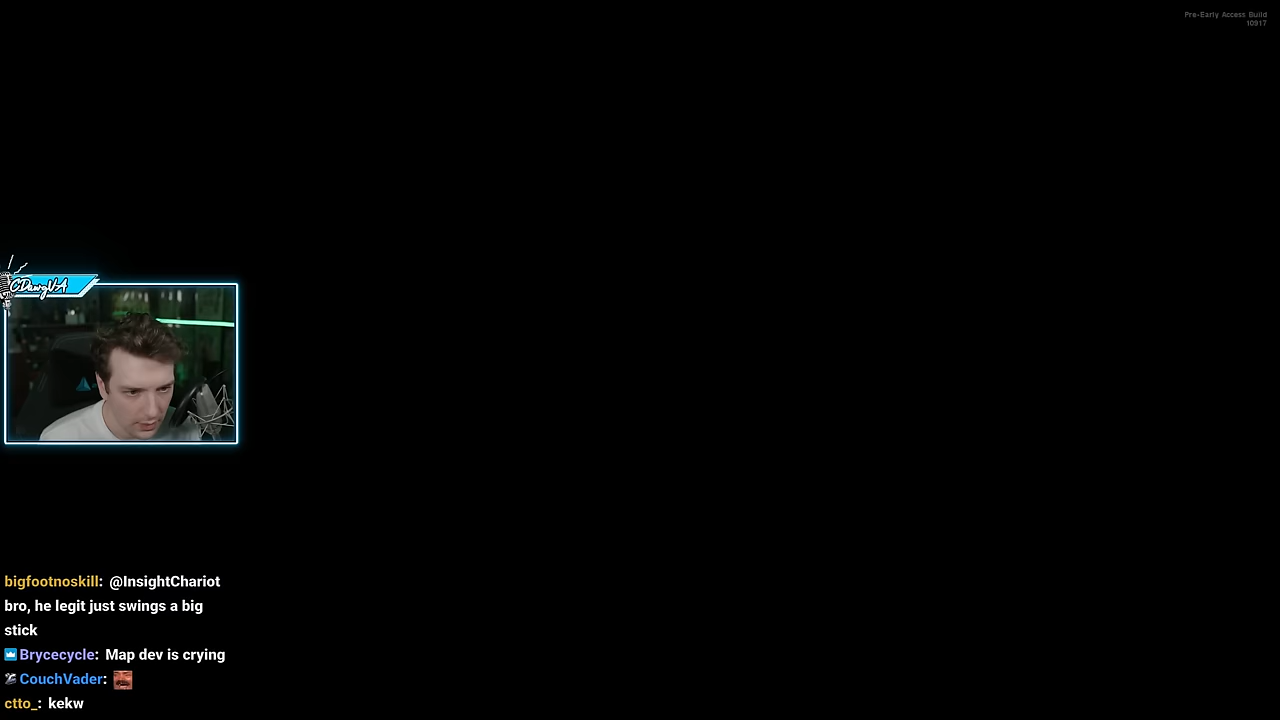 Pre-Early Access Build
10917
CDawgVA
bigfootnoskill: @InsightChariot
bro, he legit just swings a big
stick
Brycecycle: Map dev is crying
CouchVader:
ctto_: kekw